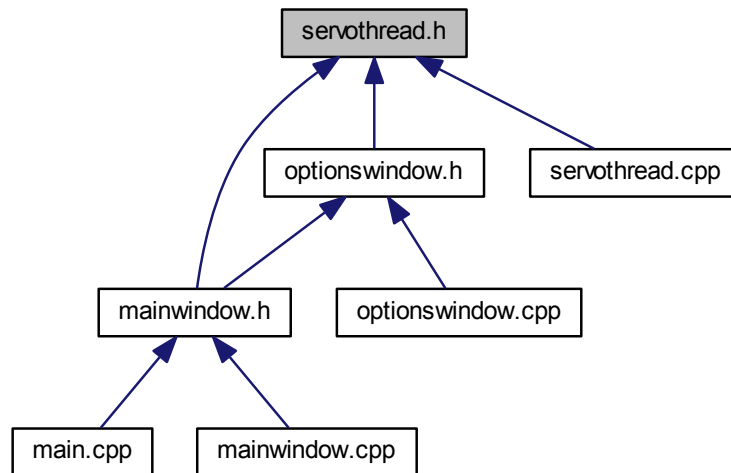 servothread.h
optionswindow.h
servothread.cpp
mainwindow.h
optionswindow.cpp
main.cpp
mainwindow.cpp